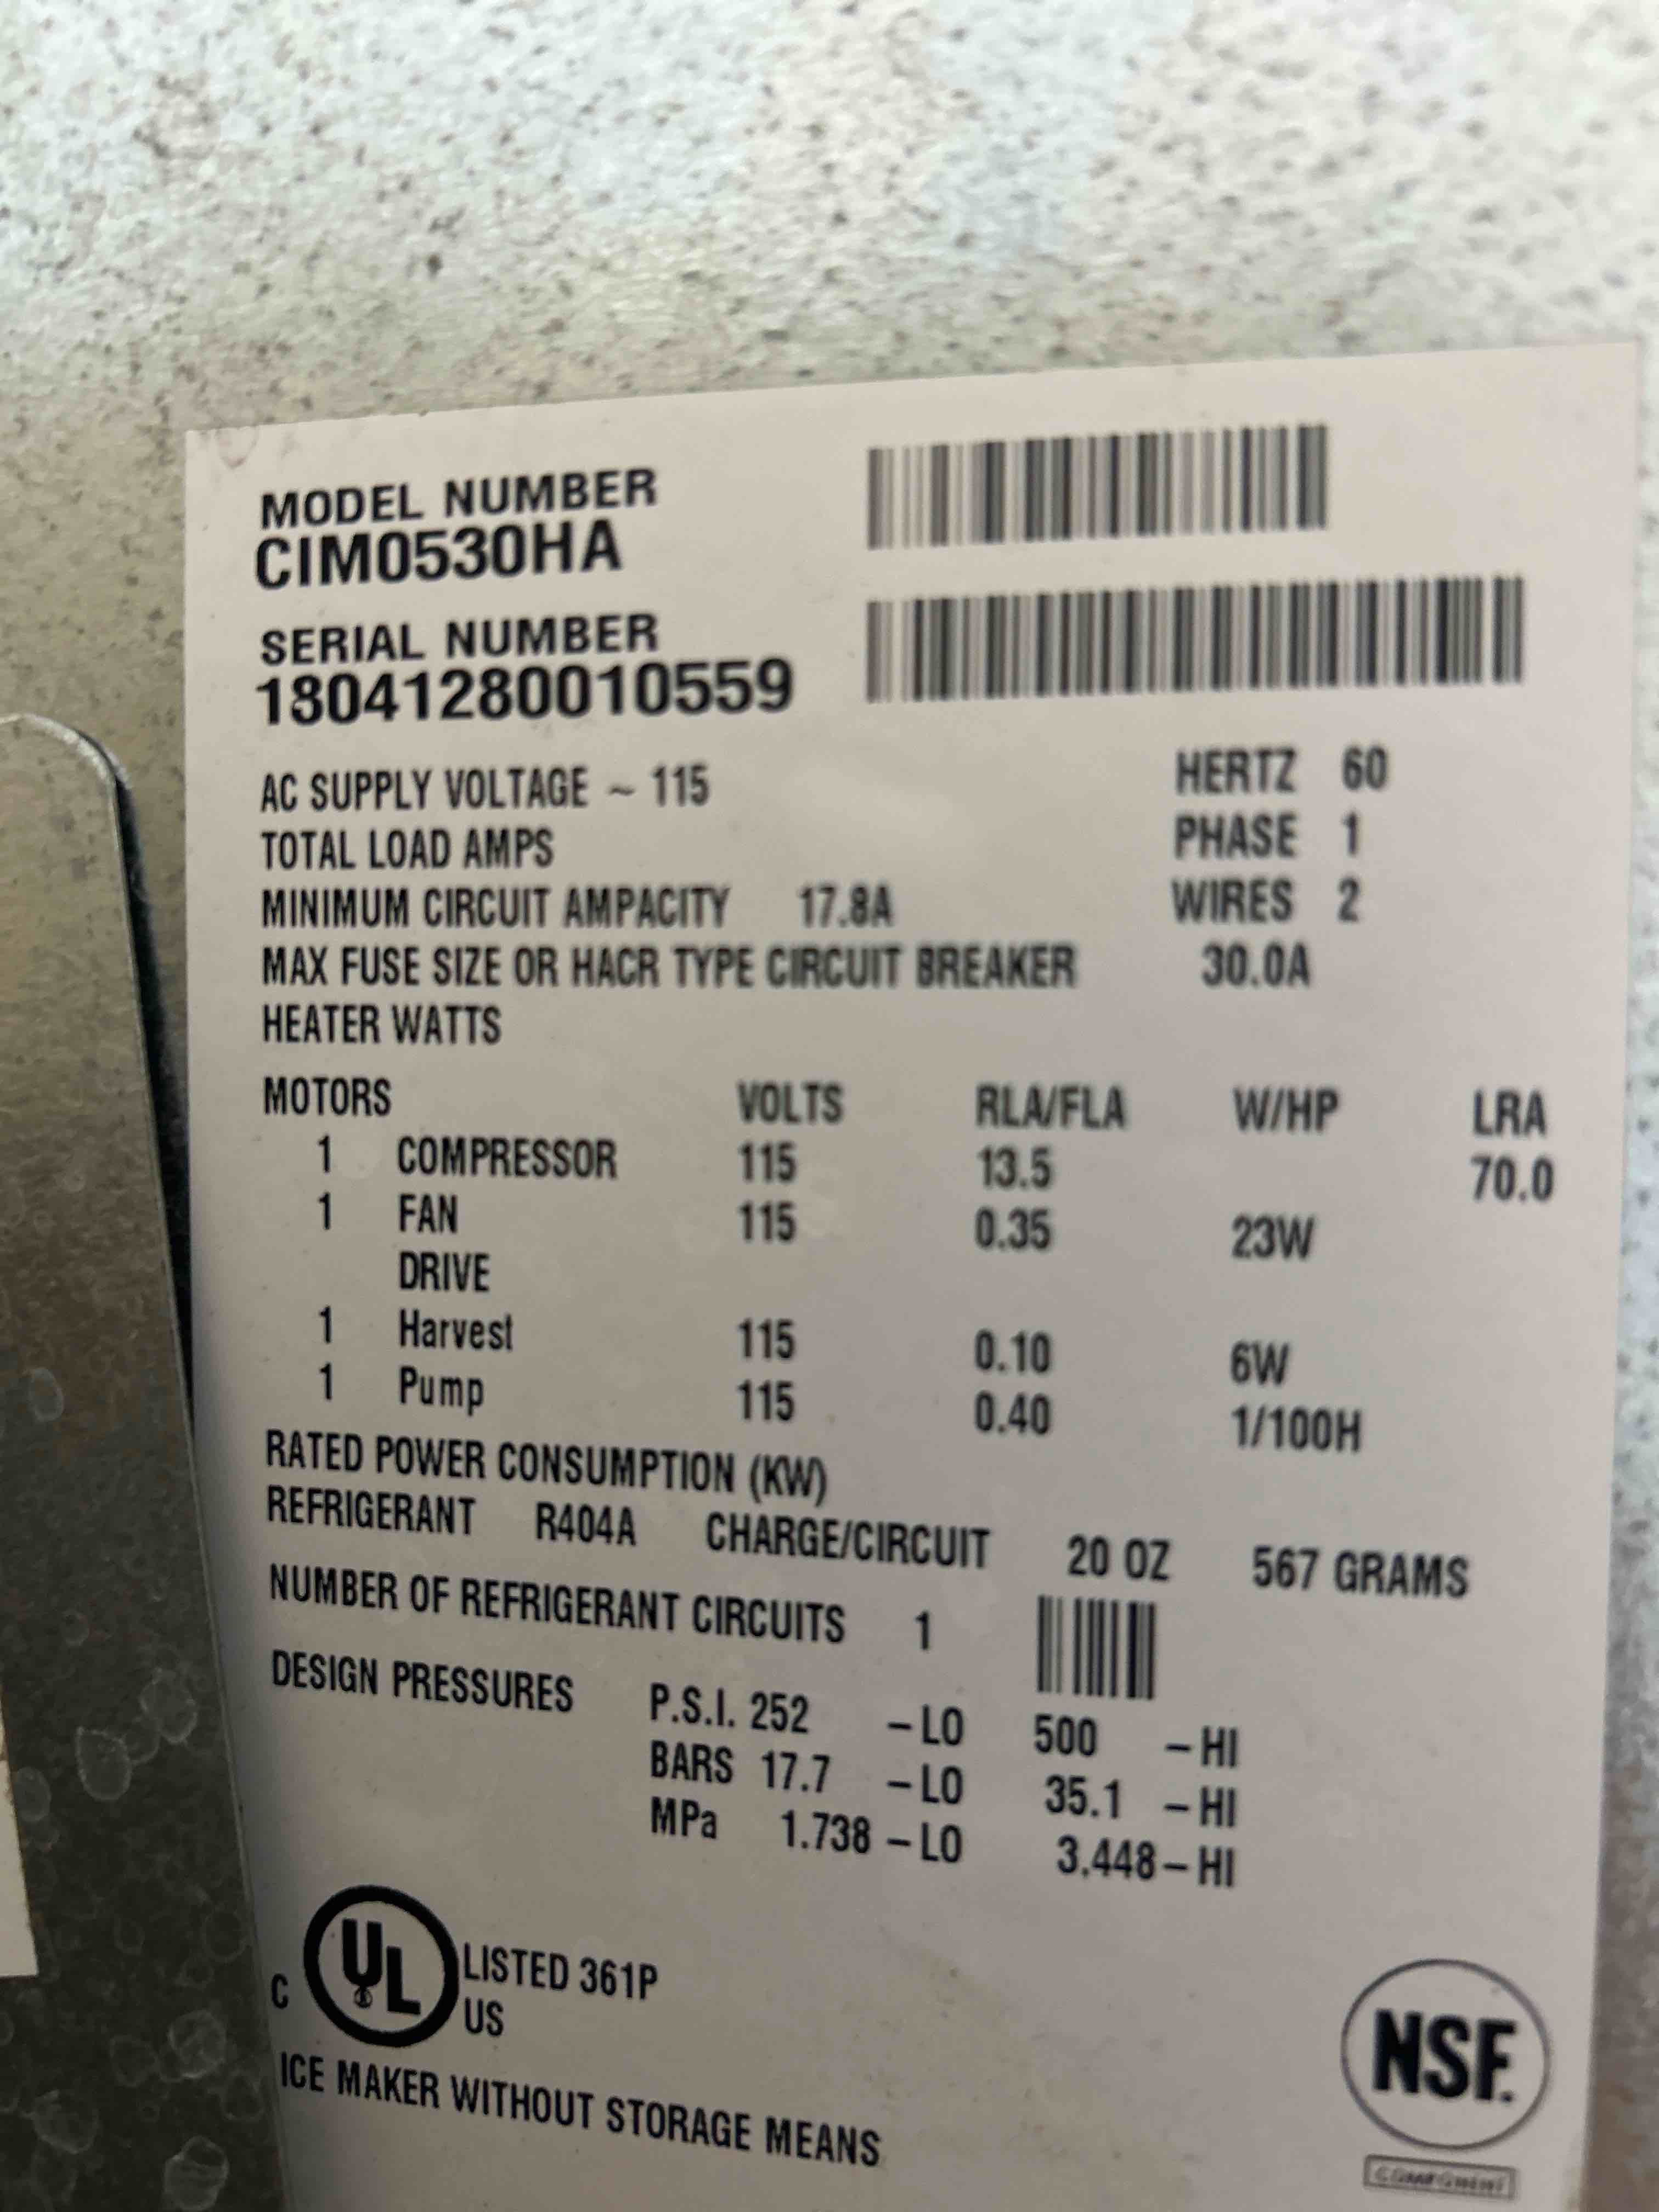 MODEL NUMBER
CIM0530HA
SERIAL NUMBER
18041280010559
AC SUPPLY VOLTAGE ~ 115 HERTZ 60
TOTAL LOAD AMPS PHASE 1
MINIMUM CIRCUIT AMPACITY 17.8A WIRES 2
MAX FUSE SIZE OR HACR TYPE CIRCUIT BREAKER 30.0A
HEATER WATTS
MOTORS VOLTS RLA/FLA W/HP LRA
1 COMPRESSOR 115 13.5 70.0
1 FAN 115 0.35 23W
DRIVE
1 Harvest 115 0.10 6W
1 Pump 115 0.40 1/100H
RATED POWER CONSUMPTION (KW)
REFRIGERANT R404A CHARGE/CIRCUIT 20 OZ 567 GRAMS
NUMBER OF REFRIGERANT CIRCUITS 1
DESIGN PRESSURES P.S.I. 252 – LO 500 – HI
BARS 17.7 – LO 35.1 – HI
MPa 1.738 – LO 3.448 – HI
C UL LISTED 361P
US
NSF.
ICE MAKER WITHOUT STORAGE MEANS
COMPONENT